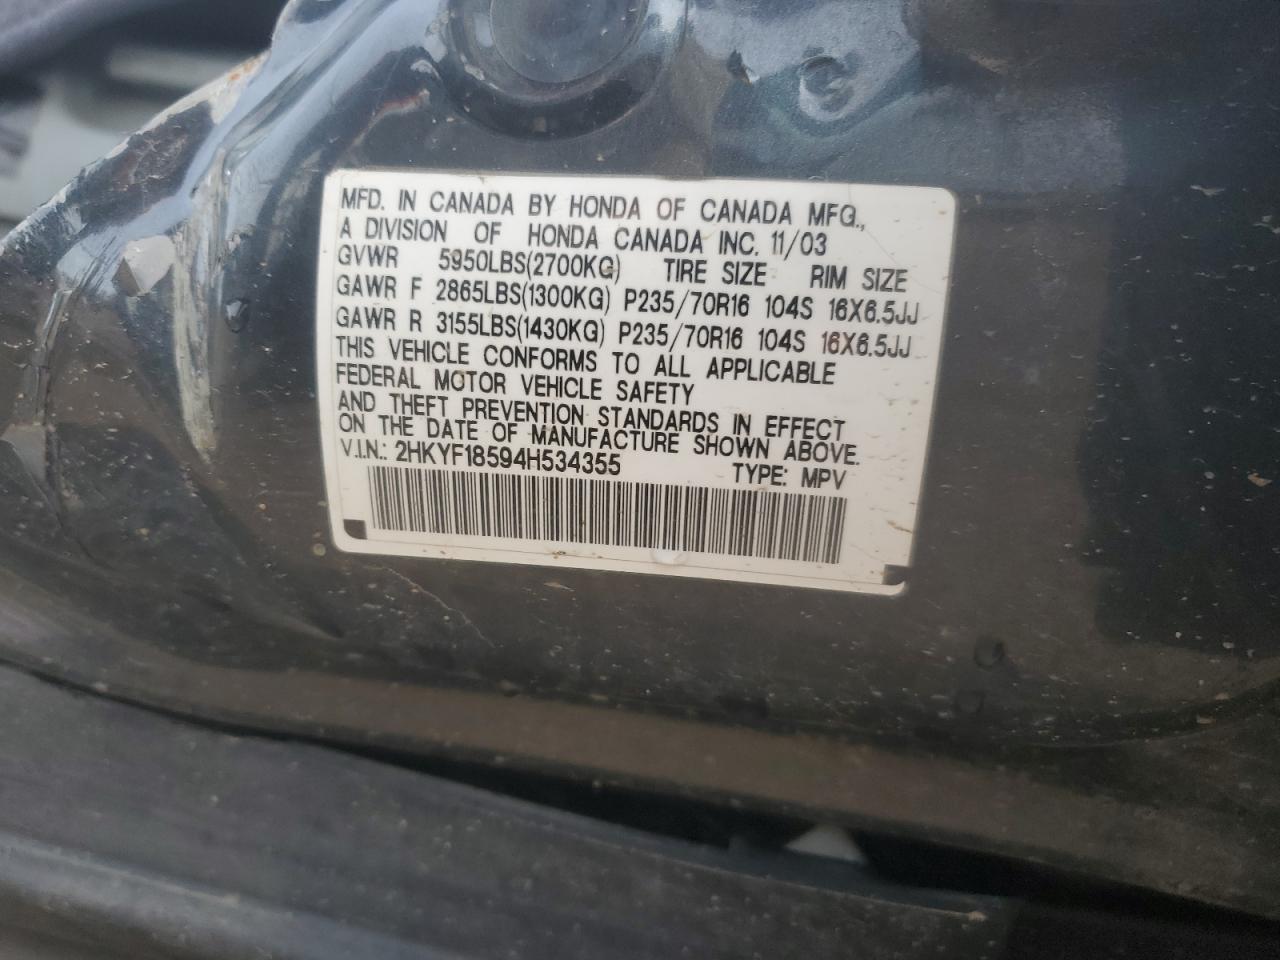 MFD. IN CANADA BY HONDA OF CANADA MFG.,
A DIVISION OF HONDA CANADA INC. 11/03
GVWR 5950LBS(2700KG) TIRE SIZE RIM SIZE
GAWR F 2865LBS(1300KG) P235/70R16 104S 16X6.5JJ
GAWR R 3155LBS(1430KG) P235/70R16 104S 16X6.5JJ
THIS VEHICLE CONFORMS TO ALL APPLICABLE
FEDERAL MOTOR VEHICLE SAFETY
AND THEFT PREVENTION STANDARDS IN EFFECT
ON THE DATE OF MANUFACTURE SHOWN ABOVE.
V.I.N.: 2HKYF18594H534355 TYPE: MPV